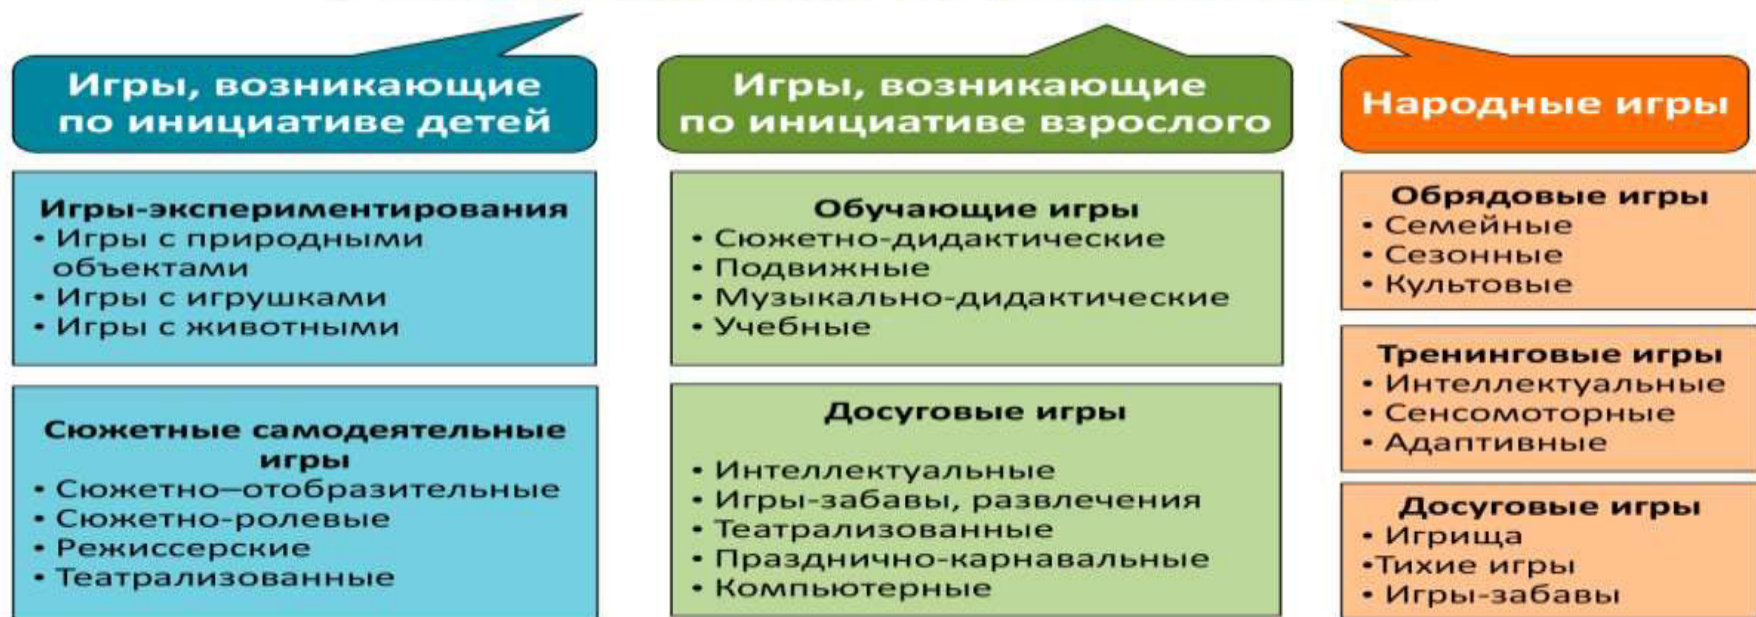 Игры, возникающие
по инициативе детей
Игры-экспериментирования
• Игры с природными
объектами
• Игры с игрушками
• Игры с животными
Сюжетные самодеятельные
игры
• Сюжетно–отобразительные
• Сюжетно-ролевые
• Режиссерские
• Театрализованные
Игры, возникающие
по инициативе взрослого
Обучающие игры
• Сюжетно-дидактические
• Подвижные
• Музыкально-дидактические
• Учебные
Досуговые игры
• Интеллектуальные
• Игры-забавы, развлечения
• Театрализованные
• Празднично-карнавальные
• Компьютерные
Народные игры
Обрядовые игры
• Семейные
• Сезонные
• Культовые
Тренинговые игры
• Интеллектуальные
• Сенсомоторные
• Адаптивные
Досуговые игры
• Игрища
•Тихие игры
• Игры-забавы